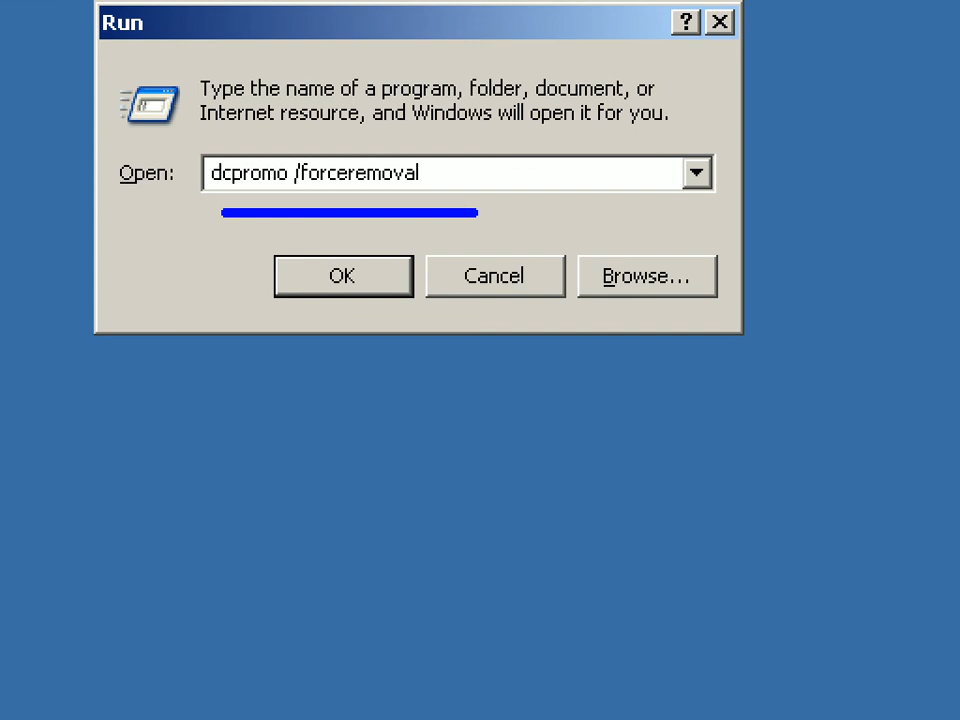 Run
Type the name of a program, folder, document, or
Internet resource, and Windows will open it for you.
Open: dcpromo /forceremoval
OK Cancel Browse...